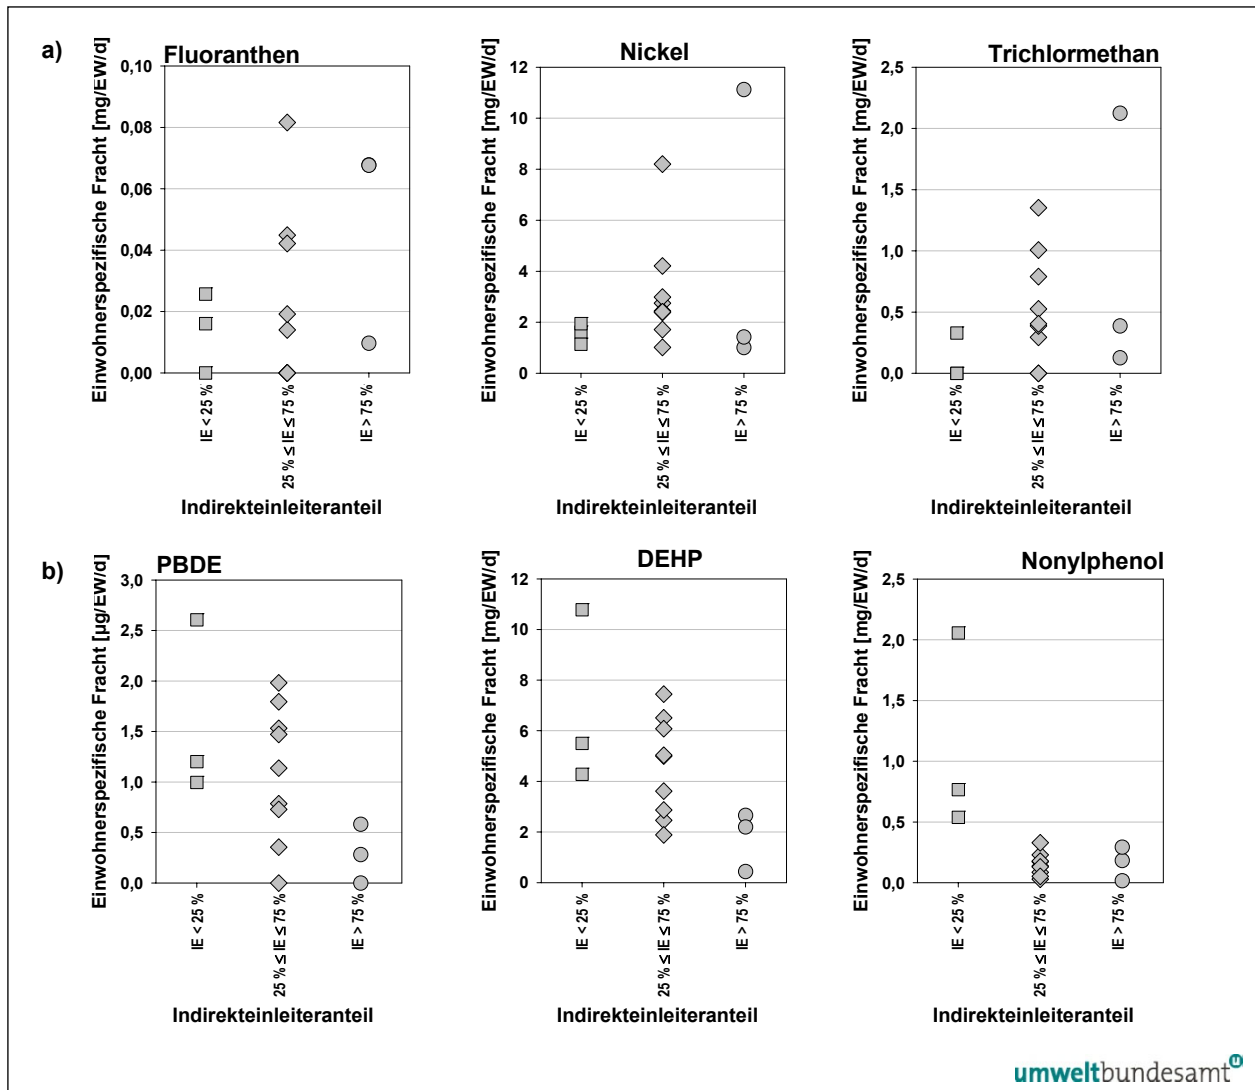 a)
Fluoranthen
Einwohnerspezifische Fracht [mg/EW/d]
0,10
0,08
0,06
0,04
0,02
0,00
IE < 25 %
25 % ≤ IE ≤ 75 %
IE > 75 %
Indirekteinleiteranteil
Nickel
Einwohnerspezifische Fracht [mg/EW/d]
12
10
8
6
4
2
0
IE < 25 %
25 % ≤ IE ≤ 75 %
IE > 75 %
Indirekteinleiteranteil
Trichlormethan
Einwohnerspezifische Fracht [mg/EW/d]
2,5
2,0
1,5
1,0
0,5
0,0
IE < 25 %
25 % ≤ IE ≤ 75 %
IE > 75 %
Indirekteinleiteranteil
b)
PBDE
Einwohnerspezifische Fracht [µg/EW/d]
3,0
2,5
2,0
1,5
1,0
0,5
0,0
IE < 25 %
25 % ≤ IE ≤ 75 %
IE > 75 %
Indirekteinleiteranteil
DEHP
Einwohnerspezifische Fracht [mg/EW/d]
12
10
8
6
4
2
0
IE < 25 %
25 % ≤ IE ≤ 75 %
IE > 75 %
Indirekteinleiteranteil
Nonylphenol
Einwohnerspezifische Fracht [mg/EW/d]
2,5
2,0
1,5
1,0
0,5
0,0
IE < 25 %
25 % ≤ IE ≤ 75 %
IE > 75 %
Indirekteinleiteranteil
umweltbundesamt u